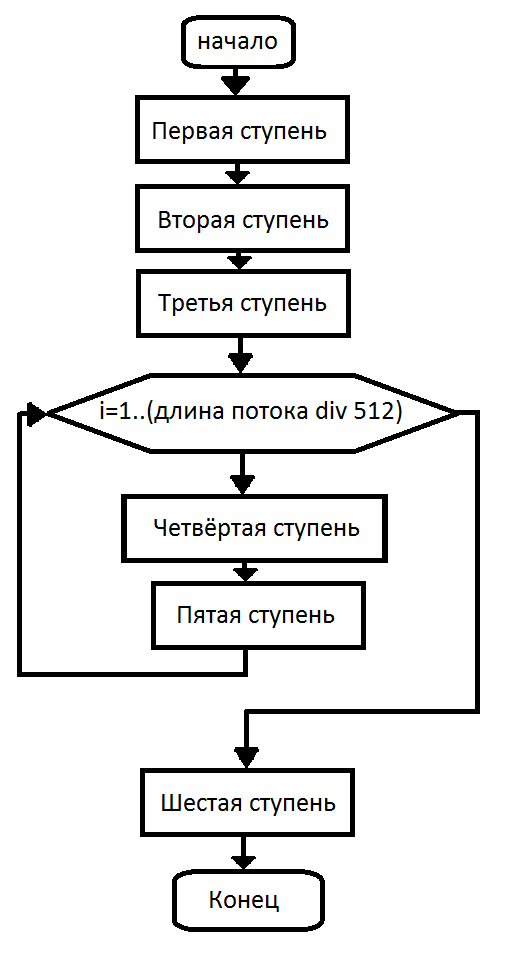 начало
Первая ступень
Вторая ступень
Третья ступень
i=1..(длина потока div 512)
Четвёртая ступень
Пятая ступень
Шестая ступень
Конец